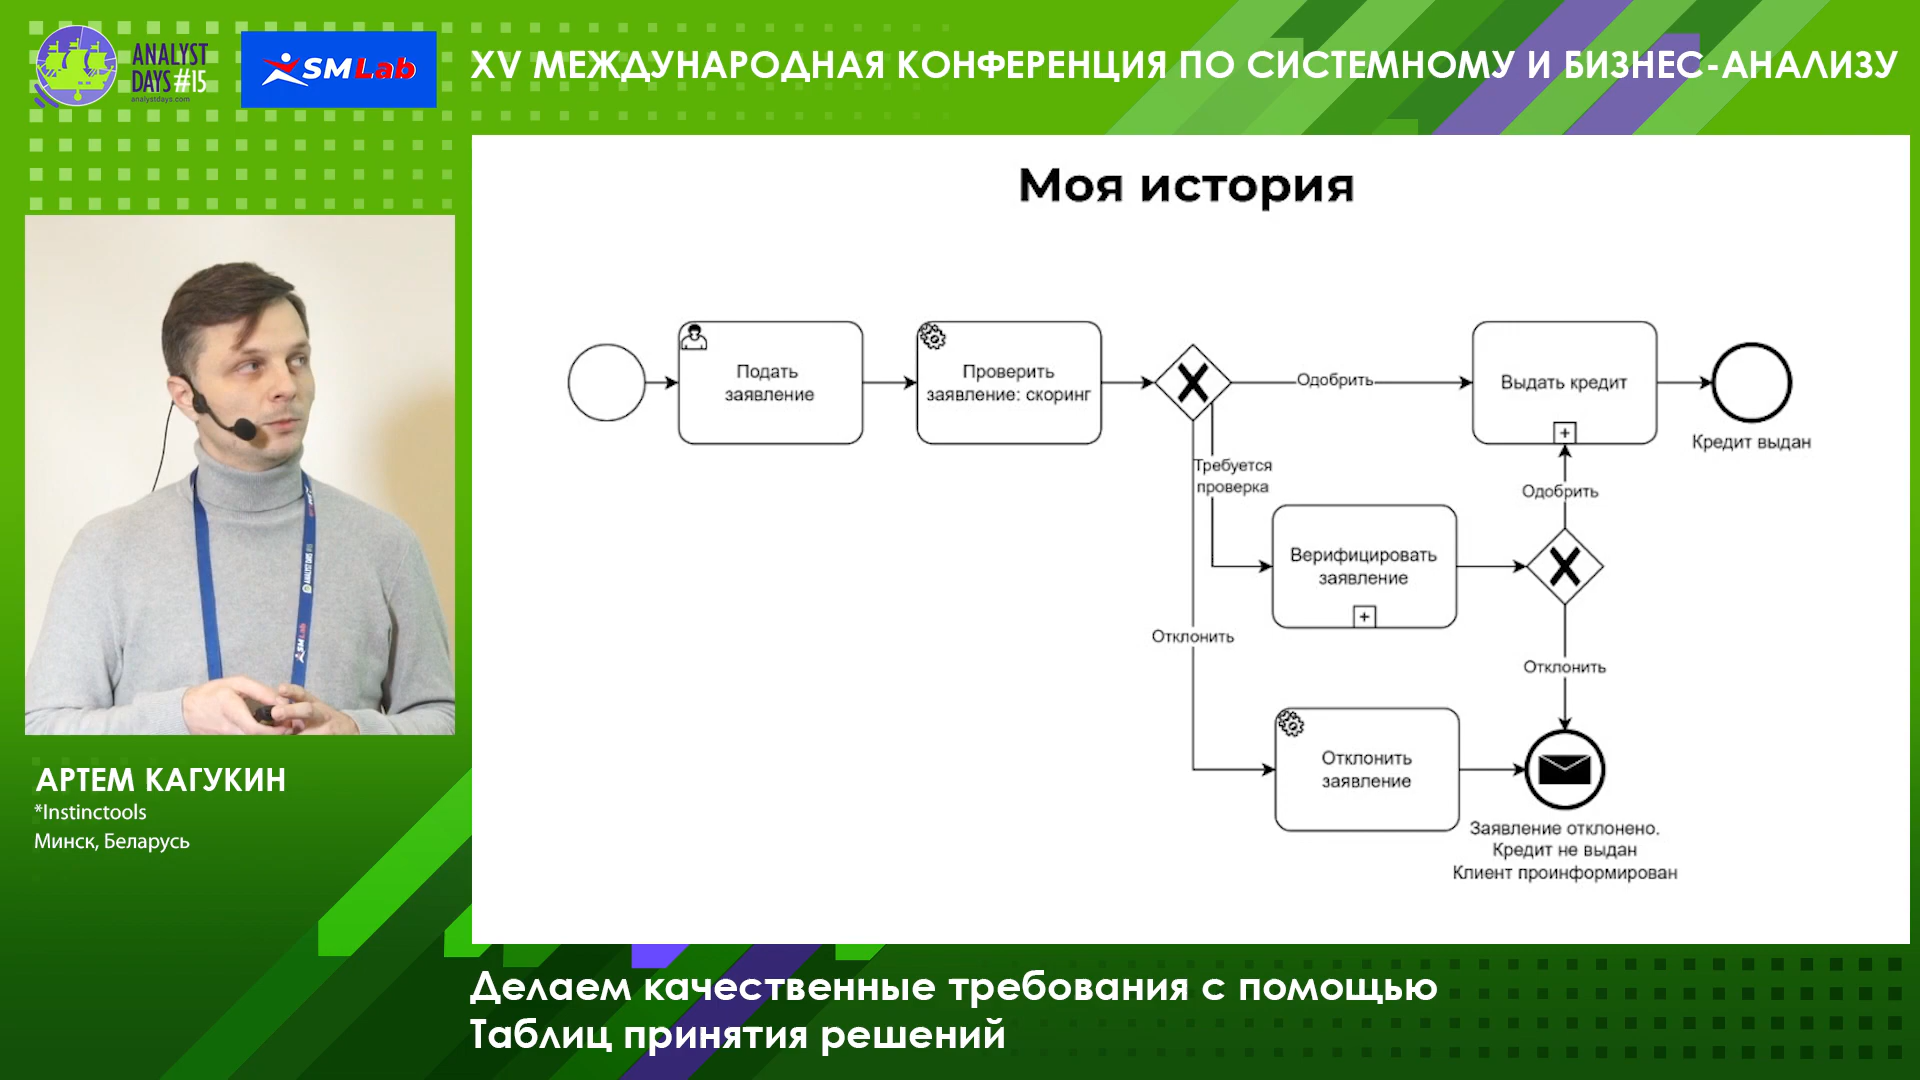 ANALYST
DAYS #15
analystdays.com
SMLab
XV МЕЖДУНАРОДНАЯ КОНФЕРЕНЦИЯ ПО СИСТЕМНОМУ И БИЗНЕС-АНАЛИЗУ
Моя история
Подать
заявление
Проверить
заявление: скоринг
Одобрить
Выдать кредит
Кредит выдан
Требуется
проверка
Одобрить
Верифицировать
заявление
Отклонить
Отклонить
Отклонить
заявление
Заявление отклонено.
Кредит не выдан
Клиент проинформирован
АРТЕМ КАГУКИН
*Instinctools
Минск, Беларусь
Делаем качественные требования с помощью
Таблиц принятия решений